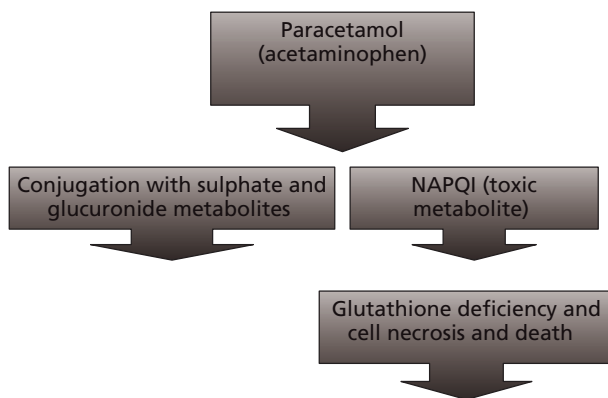 Paracetamol
(acetaminophen)
Conjugation with sulphate and
glucuronide metabolites
NAPQI (toxic
metabolite)
Glutathione deficiency and
cell necrosis and death